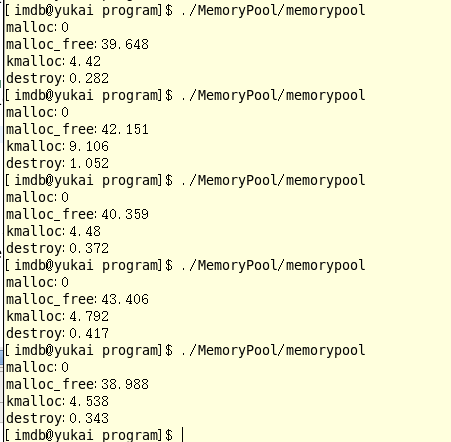 [imdb@yukai program]$ ./MemoryPool/memorypool
malloc:0
malloc_free:39.648
kmalloc:4.42
destroy:0.282
[imdb@yukai program]$ ./MemoryPool/memorypool
malloc:0
malloc_free:42.151
kmalloc:9.106
destroy:1.052
[imdb@yukai program]$ ./MemoryPool/memorypool
malloc:0
malloc_free:40.359
kmalloc:4.48
destroy:0.372
[imdb@yukai program]$ ./MemoryPool/memorypool
malloc:0
malloc_free:43.406
kmalloc:4.792
destroy:0.417
[imdb@yukai program]$ ./MemoryPool/memorypool
malloc:0
malloc_free:38.988
kmalloc:4.538
destroy:0.343
[imdb@yukai program]$